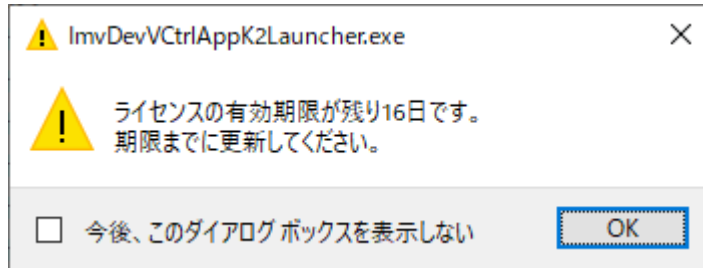 ImvDevVCtrlAppK2Launcher.exe
ライセンスの有効期限が残り16日です。
期限までに更新してください。
今後、このダイアログ ボックスを表示しない
OK